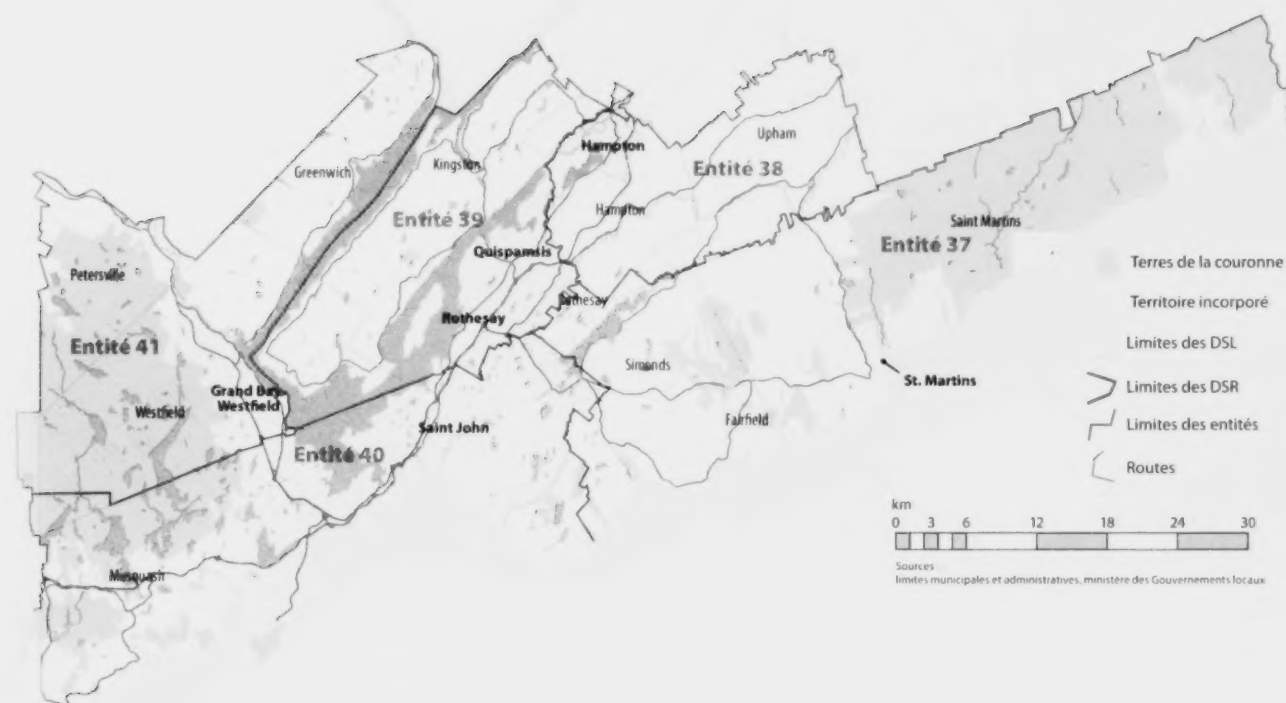 Upham
Hampton
Greenwich
Kingston
Entité 38
Entité 39
Hampton
Saint Martins
Entité 37
Quispamsis
Petersville
Rothesay
Rothesay
Entité 41
Simonds
St. Martins
Grand Bay-
Westfield
Westfield
Fairfield
Saint John
Entité 40
Musquash
Terres de la couronne
Territoire incorporé
Limites des DSL
Limites des DSR
Limites des entités
Routes
km
0 3 6 12 18 24 30
Sources
limites municipales et administratives, ministère des Gouvernements locaux